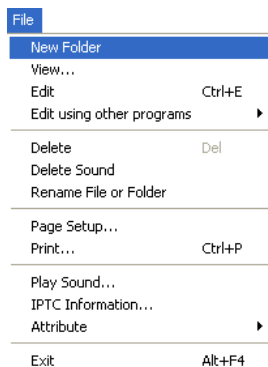 File
New Folder
View...
Edit Ctrl+E
Edit using other programs
Delete Del
Delete Sound
Rename File or Folder
Page Setup...
Print... Ctrl+P
Play Sound...
IPTC Information...
Attribute
Exit Alt+F4